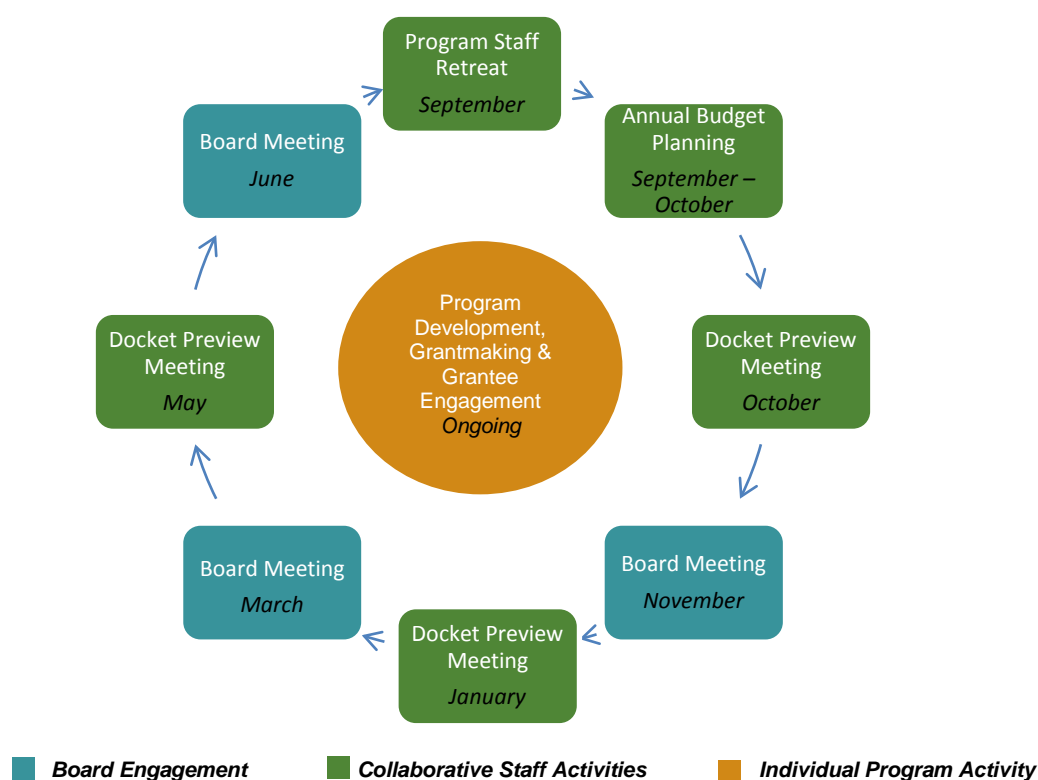 Program Staff
Retreat
September
Annual Budget
Planning
September –
October
Board Meeting
June
Program
Development,
Grantmaking &
Grantee
Engagement
Ongoing
Docket Preview
Meeting
May
Docket Preview
Meeting
October
Board Meeting
March
Board Meeting
November
Docket Preview
Meeting
January
Board Engagement
Collaborative Staff Activities
Individual Program Activity